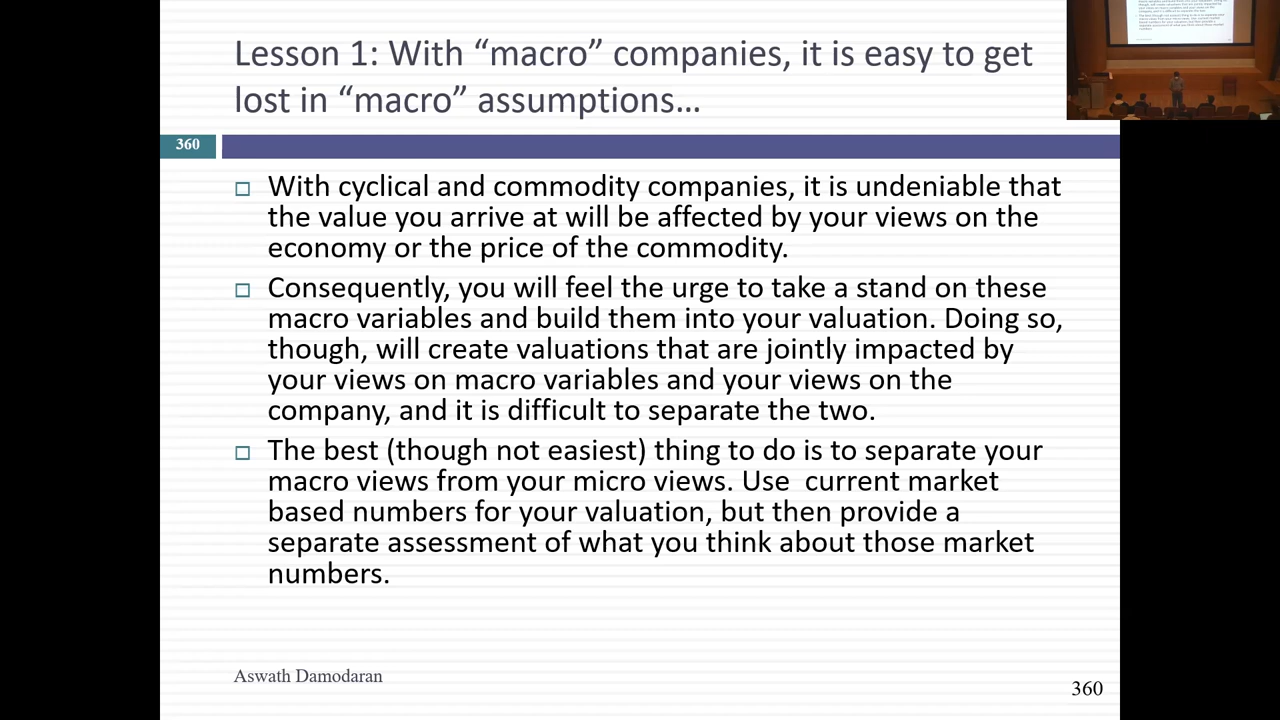 Lesson 1: With “macro” companies, it is easy to get
lost in “macro” assumptions…
360
With cyclical and commodity companies, it is undeniable that
the value you arrive at will be affected by your views on the
economy or the price of the commodity.
Consequently, you will feel the urge to take a stand on these
macro variables and build them into your valuation. Doing so,
though, will create valuations that are jointly impacted by
your views on macro variables and your views on the
company, and it is difficult to separate the two.
The best (though not easiest) thing to do is to separate your
macro views from your micro views. Use  current market
based numbers for your valuation, but then provide a
separate assessment of what you think about those market
numbers.
Aswath Damodaran
360